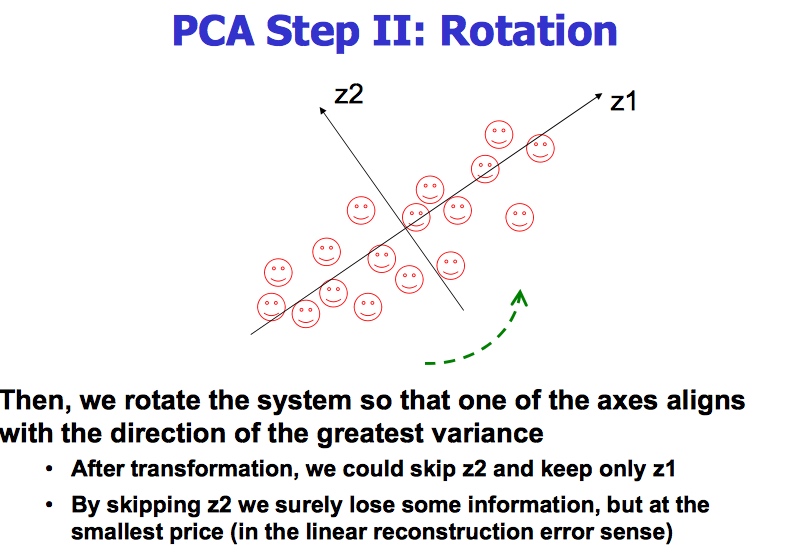 PCA Step II: Rotation
z2
z1
Then, we rotate the system so that one of the axes aligns
with the direction of the greatest variance
• After transformation, we could skip z2 and keep only z1
• By skipping z2 we surely lose some information, but at the
smallest price (in the linear reconstruction error sense)